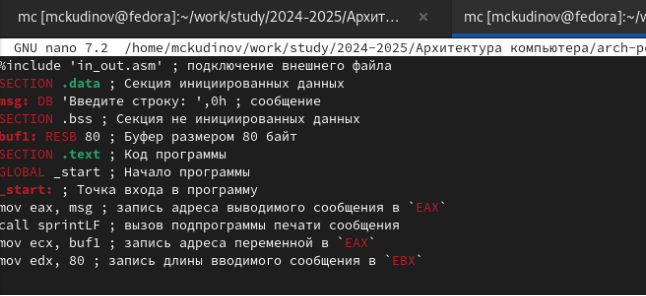 mc [mckudinov@fedora]:~/work/study/2024-2025/Архит...
mc [mckudinov@fedora]:~/w
GNU nano 7.2 /home/mckudinov/work/study/2024-2025/Архитектура компьютера/arch-p
%include 'in_out.asm' ; подключение внешнего файла
SECTION .data ; Секция инициированных данных
msg: DB 'Введите строку: ',0h ; сообщение
SECTION .bss ; Секция не инициированных данных
buf1: RESB 80 ; Буфер размером 80 байт
SECTION .text ; Код программы
GLOBAL _start ; Начало программы
_start: ; Точка входа в программу
mov eax, msg ; запись адреса выводимого сообщения в `EAX`
call sprintLF ; вызов подпрограммы печати сообщения
mov ecx, buf1 ; запись адреса переменной в `EAX`
mov edx, 80 ; запись длины вводимого сообщения в `EBX`